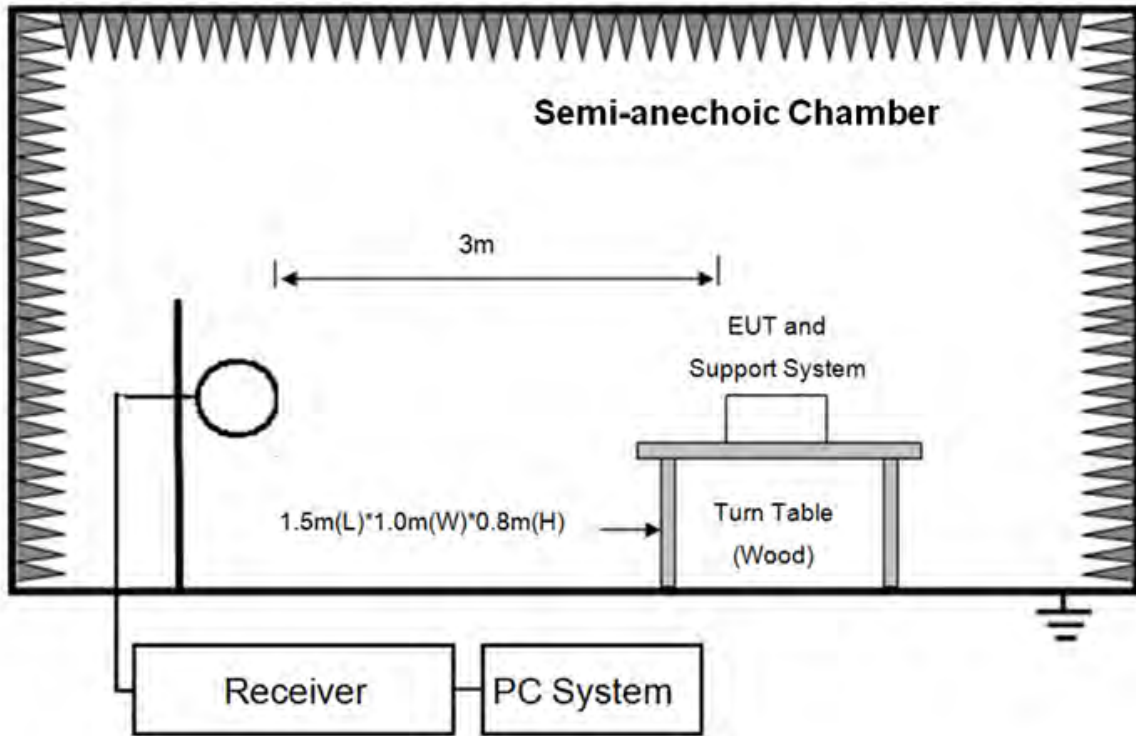 Semi-anechoic Chamber
3m
EUT and
Support System
1.5m(L)*1.0m(W)*0.8m(H)
Turn Table
(Wood)
Receiver
PC System